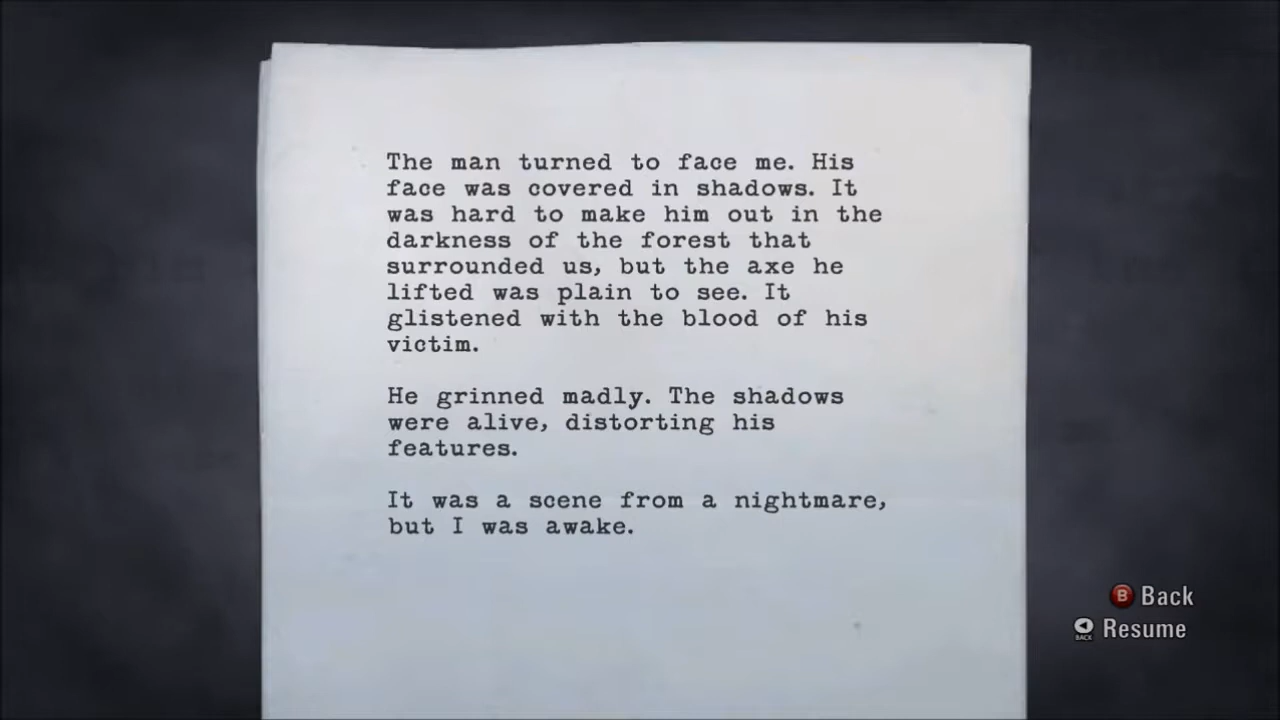 The man turned to face me. His
face was covered in shadows. It
was hard to make him out in the
darkness of the forest that
surrounded us, but the axe he
lifted was plain to see. It
glistened with the blood of his
victim.
He grinned madly. The shadows
were alive, distorting his
features.
It was a scene from a nightmare,
but I was awake.
B Back
BACK Resume